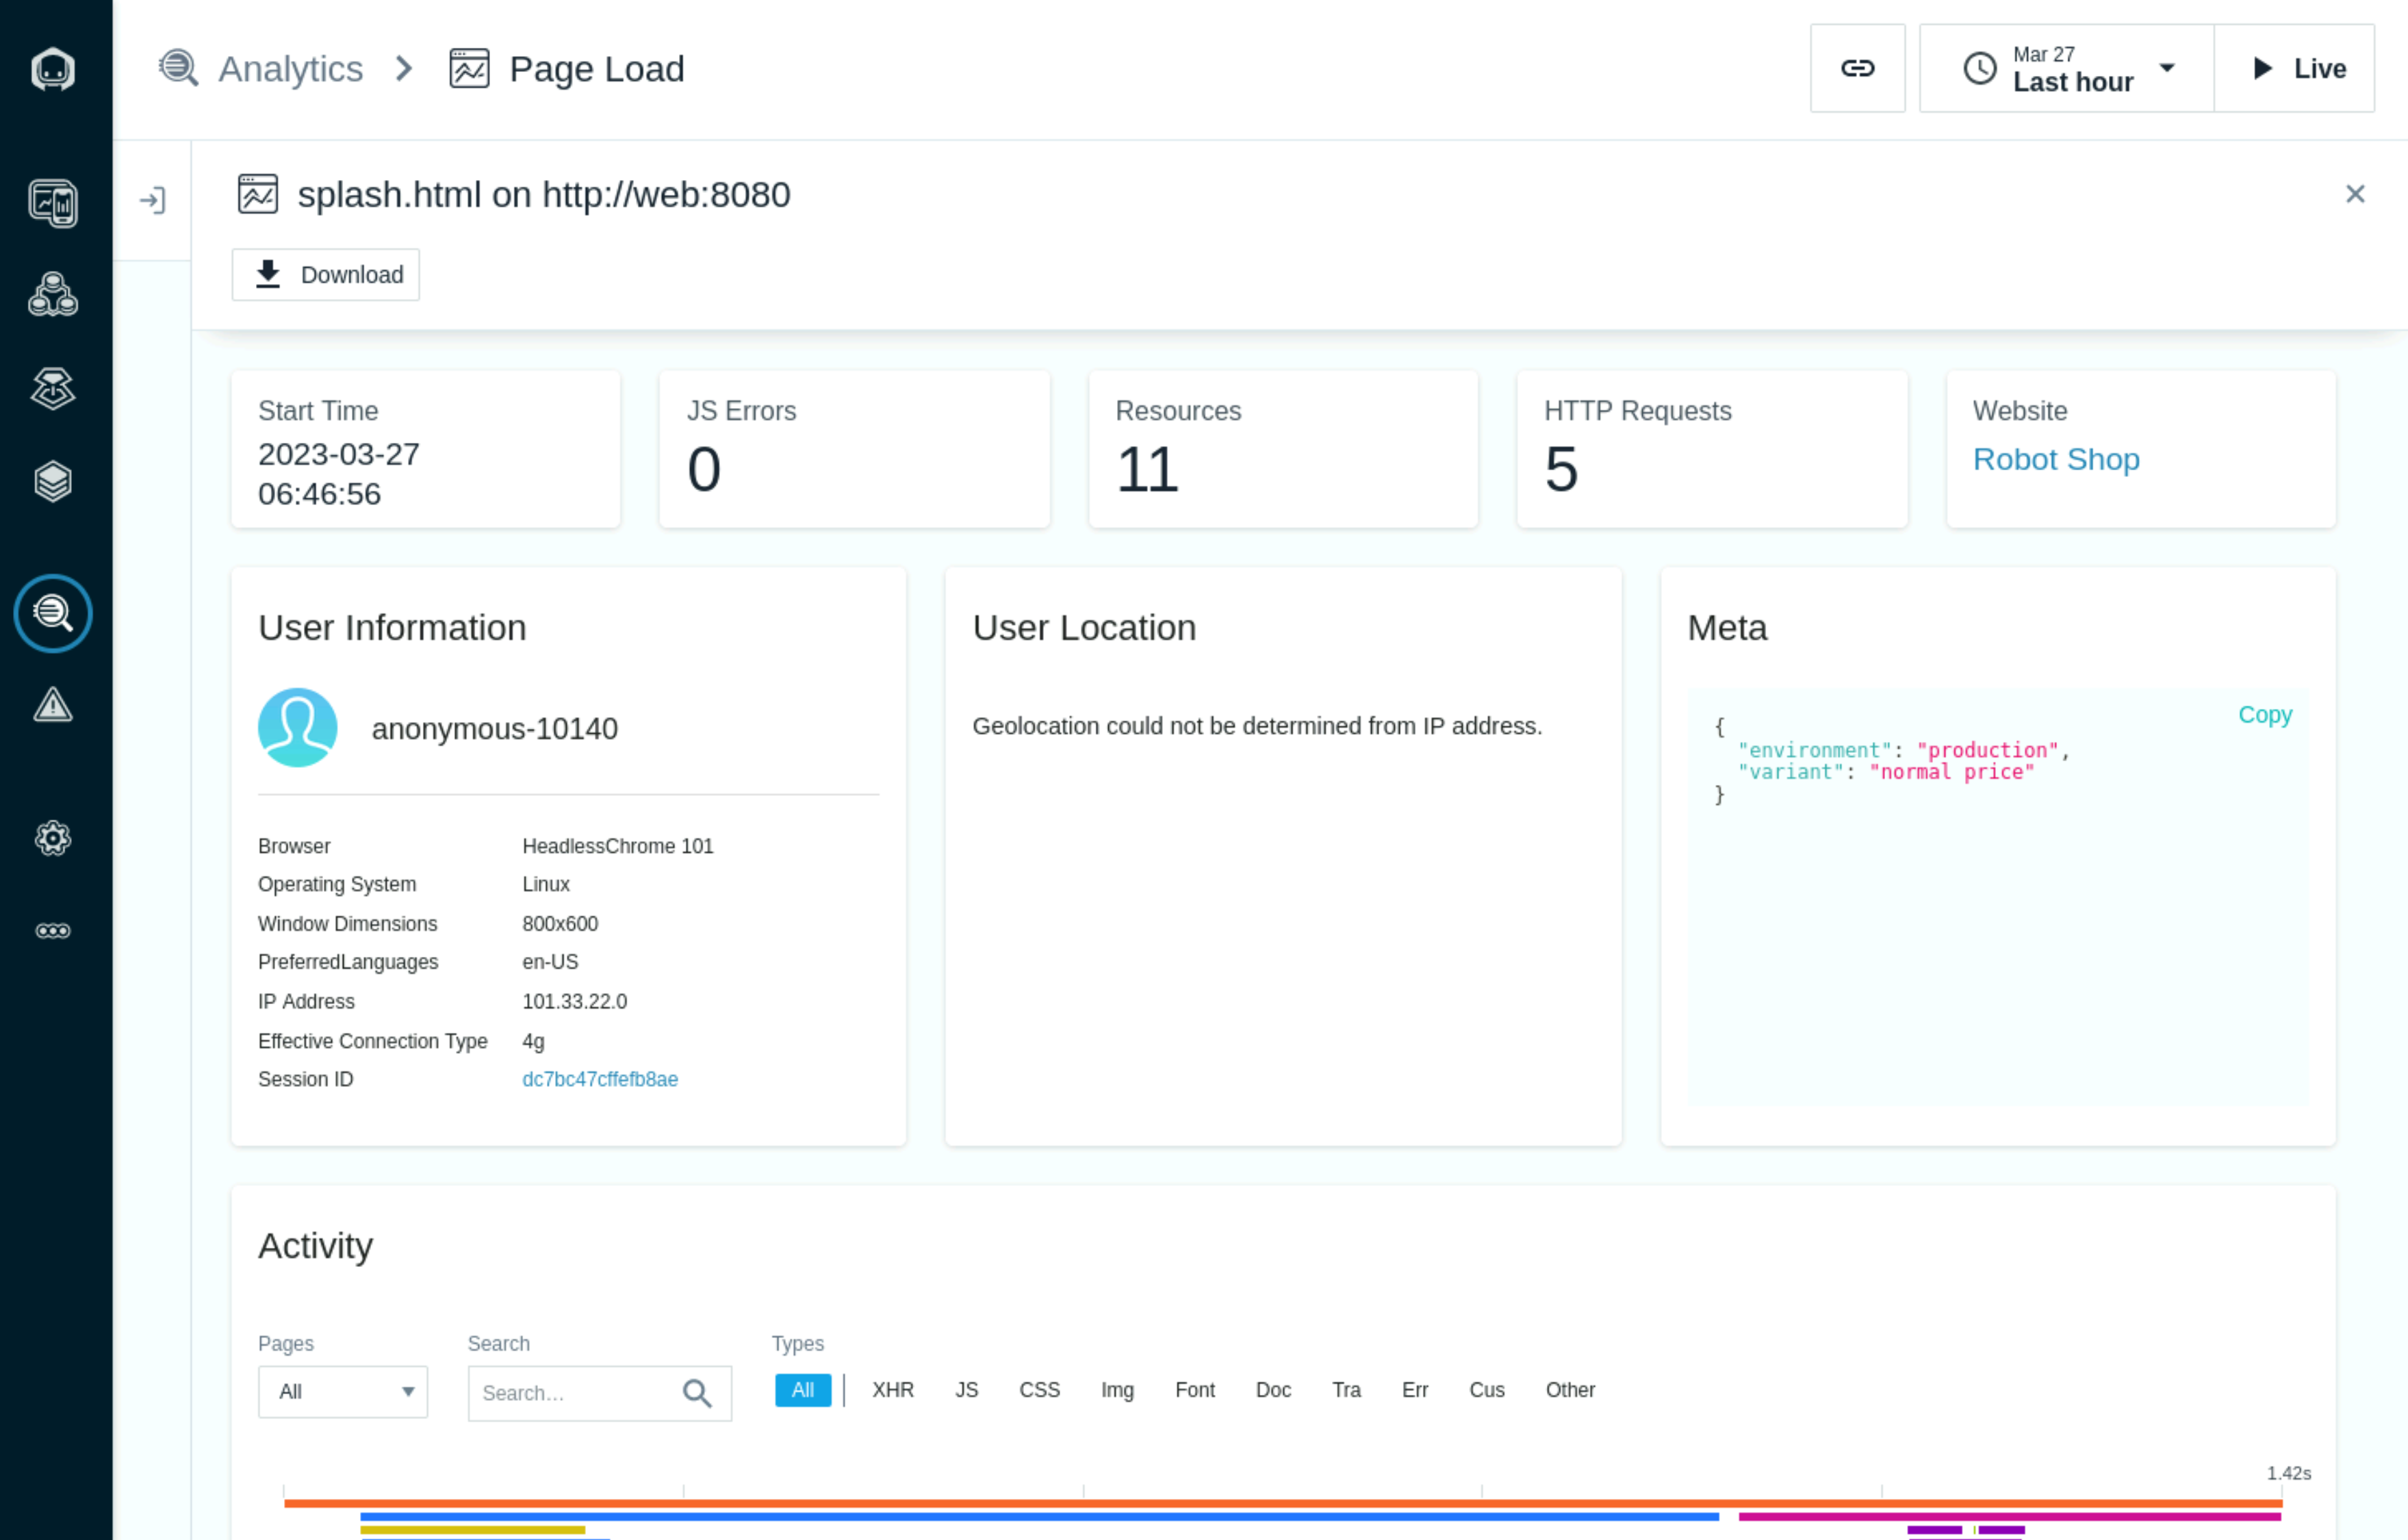 Analytics
Page Load
Mar 27
Last hour
Live
splash.html on http://web:8080
Download
Start Time
2023-03-27
06:46:56
JS Errors
0
Resources
11
HTTP Requests
5
Website
Robot Shop
User Information
anonymous-10140
Browser HeadlessChrome 101
Operating System Linux
Window Dimensions 800x600
PreferredLanguages en-US
IP Address 101.33.22.0
Effective Connection Type 4g
Session ID dc7bc47cffefb8ae
User Location
Geolocation could not be determined from IP address.
Meta
Copy
{
"environment": "production",
"variant": "normal price"
}
Activity
Pages
All
Search
Search...
Types
All XHR JS CSS Img Font Doc Tra Err Cus Other
1.42s